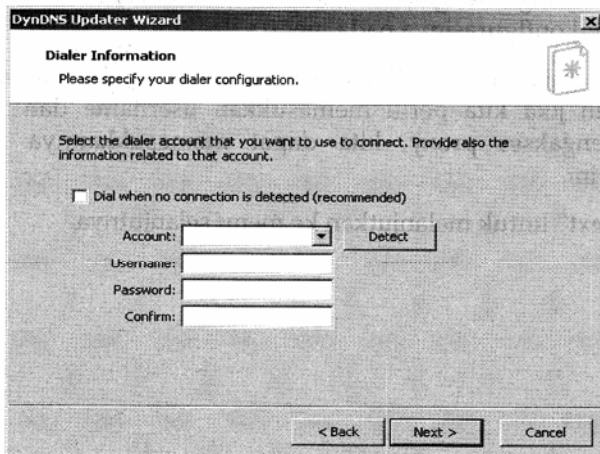 DynDNS Updater Wizard
Dialer Information
Please specify your dialer configuration.
Select the dialer account that you want to use to connect. Provide also the
information related to that account.
Dial when no connection is detected (recommended)
Account:
Detect
Username:
Password:
Confirm:
< Back
Next >
Cancel